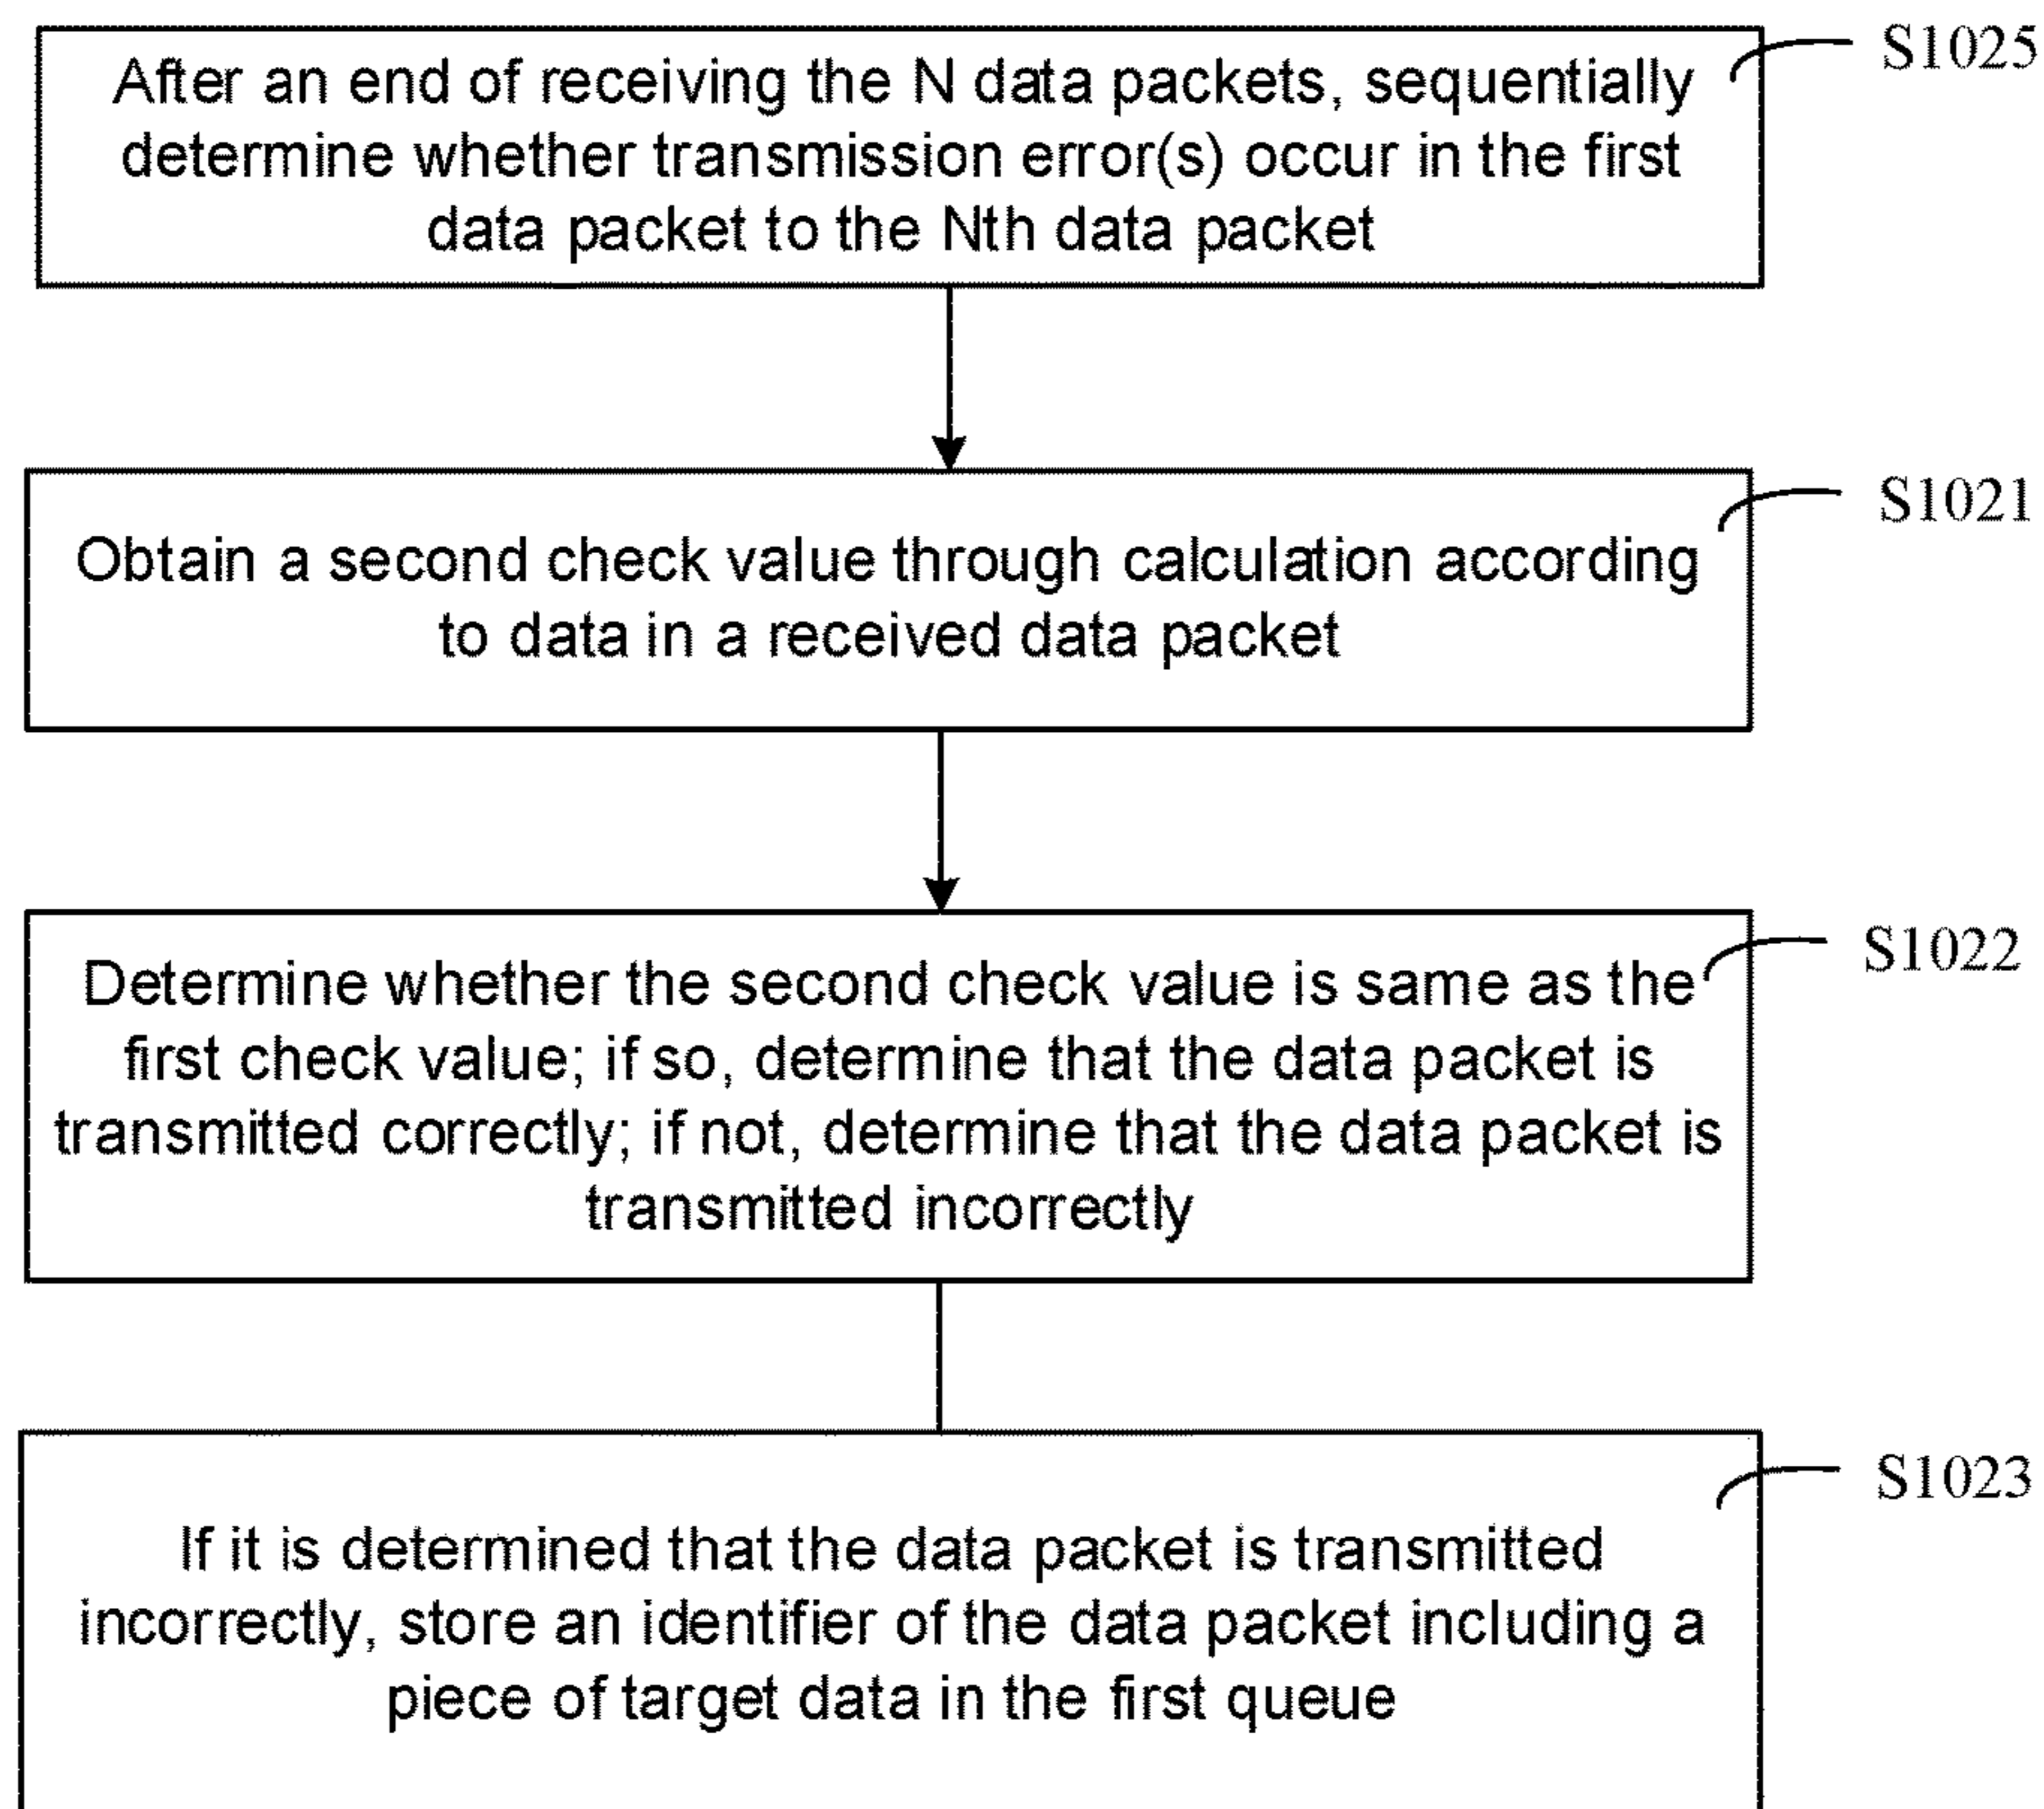 After an end of receiving the N data packets, sequentially
determine whether transmission error(s) occur in the first
data packet to the Nth data packet
S1025
Obtain a second check value through calculation according
to data in a received data packet
S1021
Determine whether the second check value is same as the
first check value; if so, determine that the data packet is
transmitted correctly; if not, determine that the data packet is
transmitted incorrectly
S1022
If it is determined that the data packet is transmitted
incorrectly, store an identifier of the data packet including a
piece of target data in the first queue
S1023